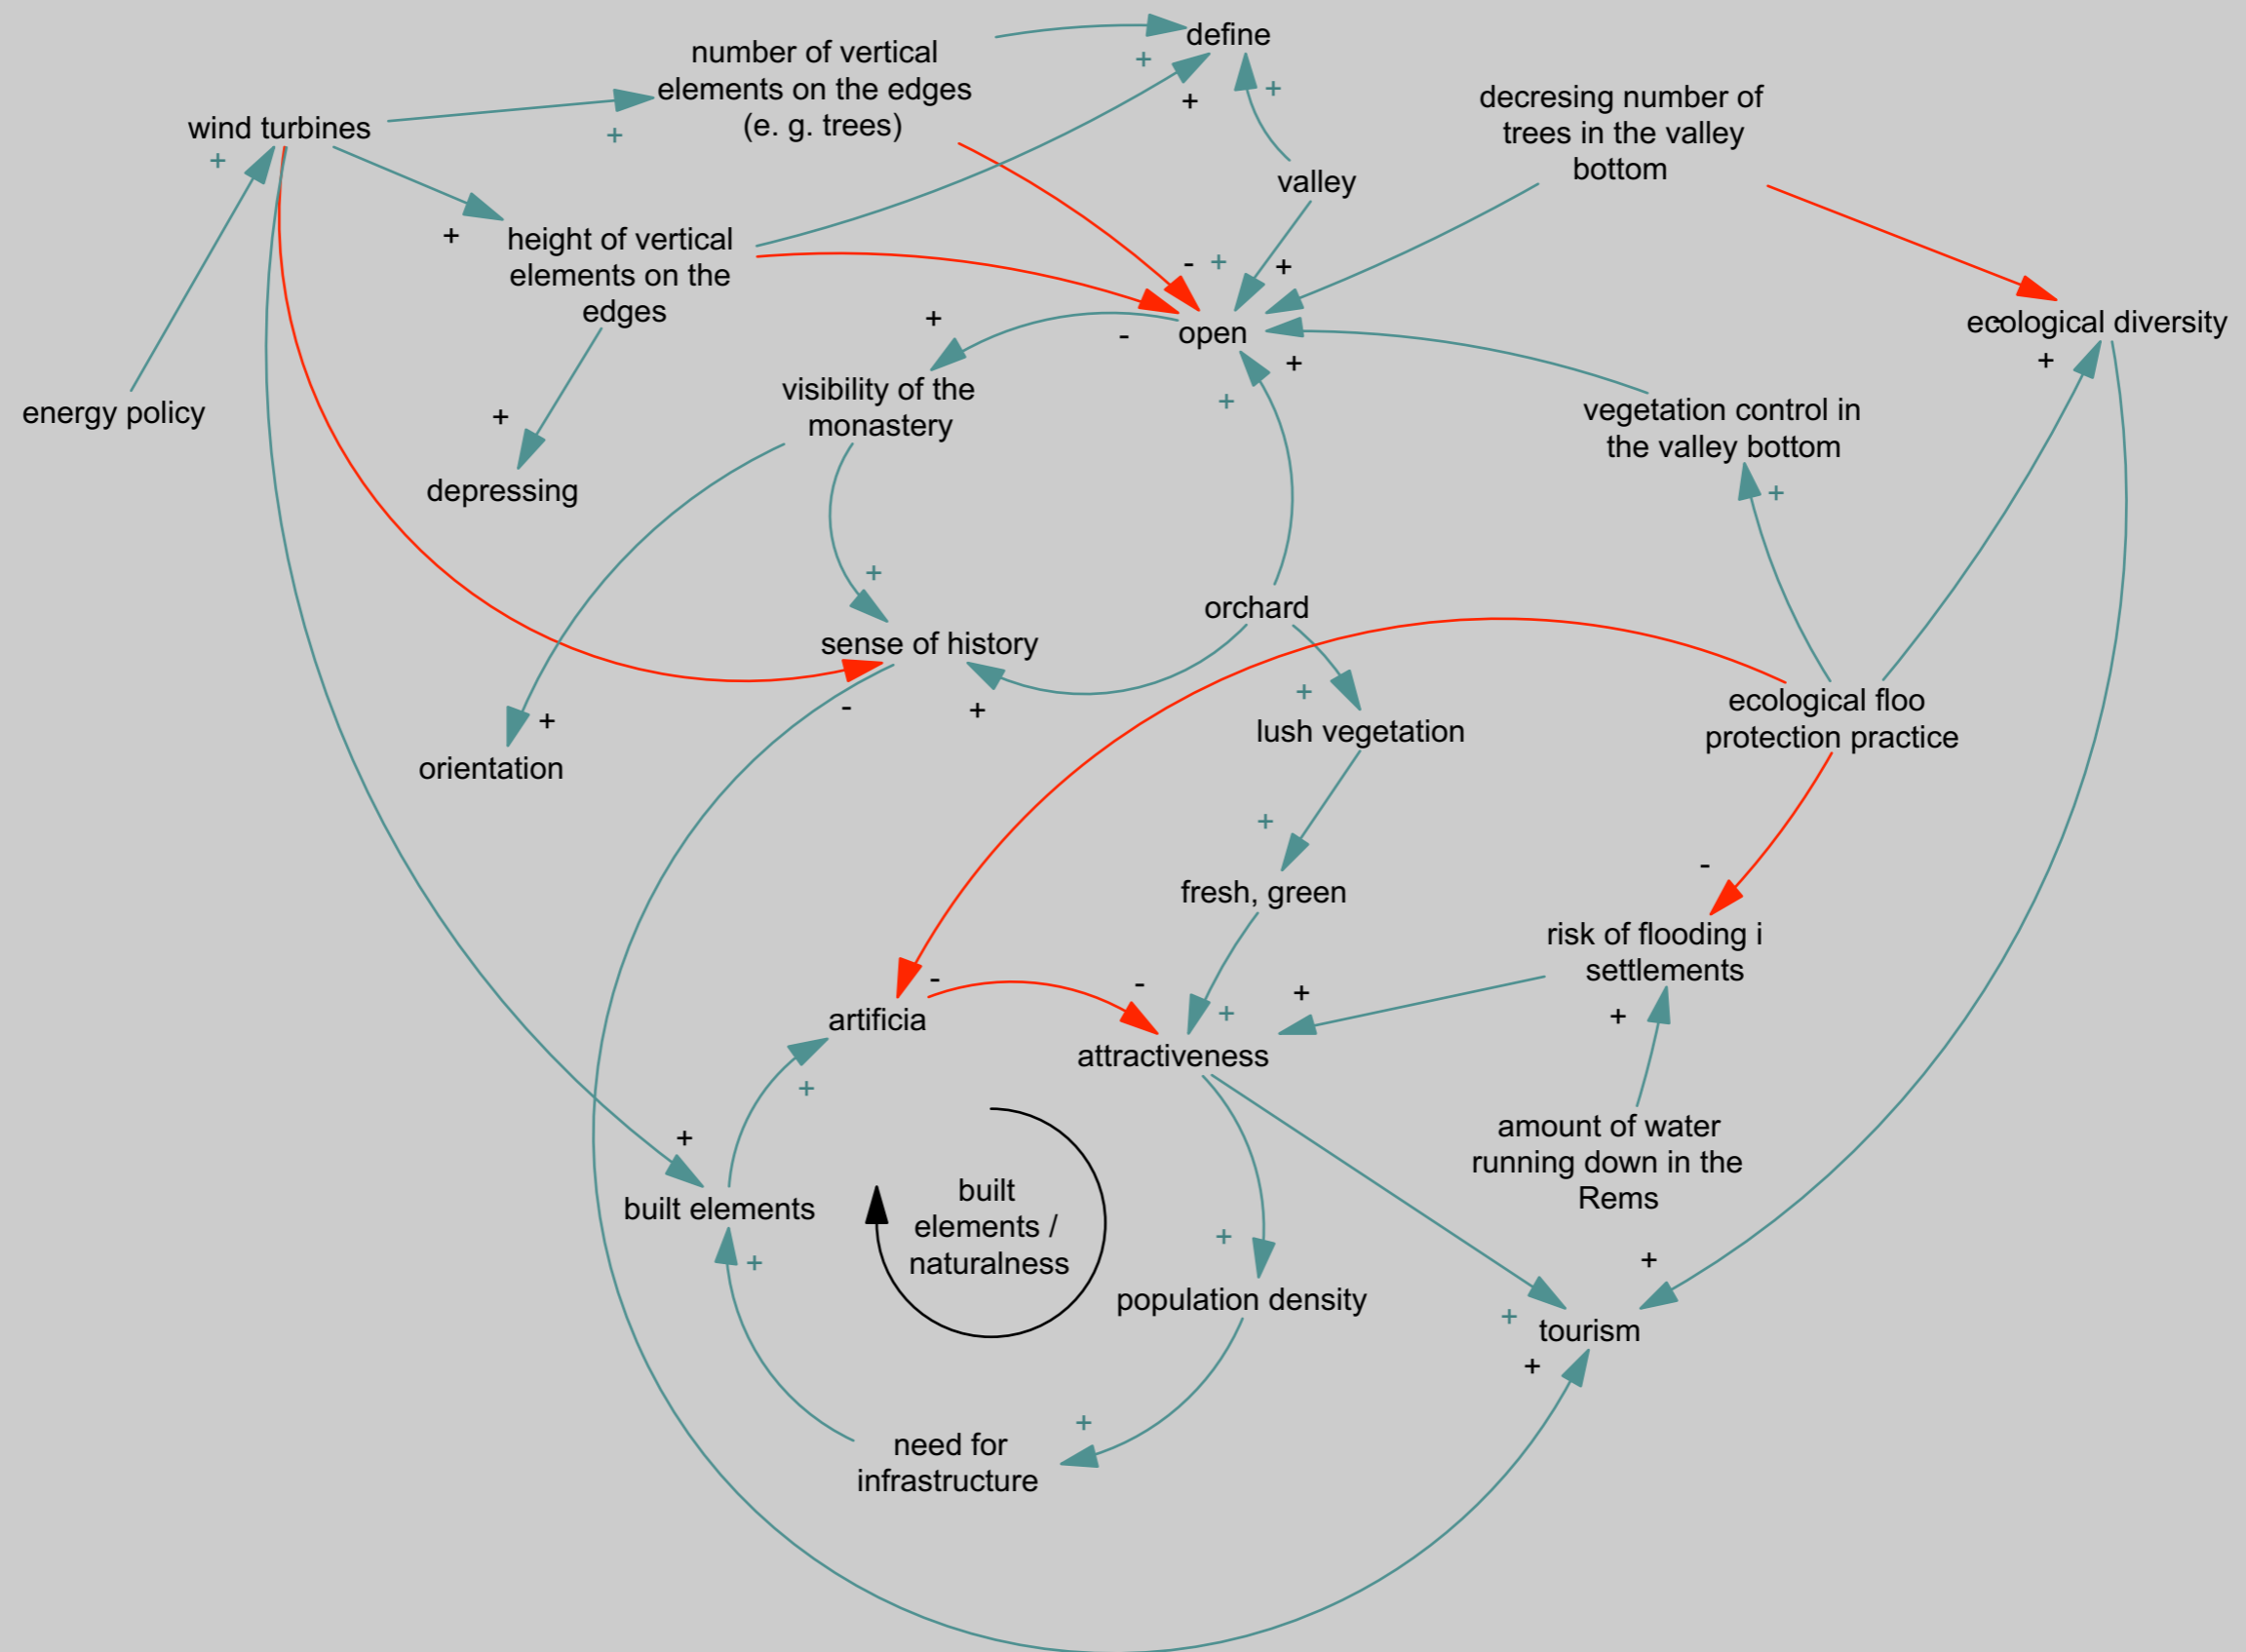 define
number of vertical
elements on the edges
(e. g. trees)
+
+
+
decresing number of
trees in the valley
bottom
wind turbines
+
+
valley
+
height of vertical
elements on the
edges
-
+
+
+
-
open
ecological diversity
-
+
+
visibility of the
monastery
+
+
energy policy
vegetation control in
the valley bottom
+
depressing
+
+
orchard
sense of history
-
+
+
lush vegetation
ecological floo
protection practice
+
orientation
+
fresh, green
-
risk of flooding i
settlements
-
-
+
+
+
artificia
attractiveness
+
amount of water
running down in the
Rems
+
built elements
+
built
elements /
naturalness
+
population density
+
+
tourism
+
+
need for
infrastructure